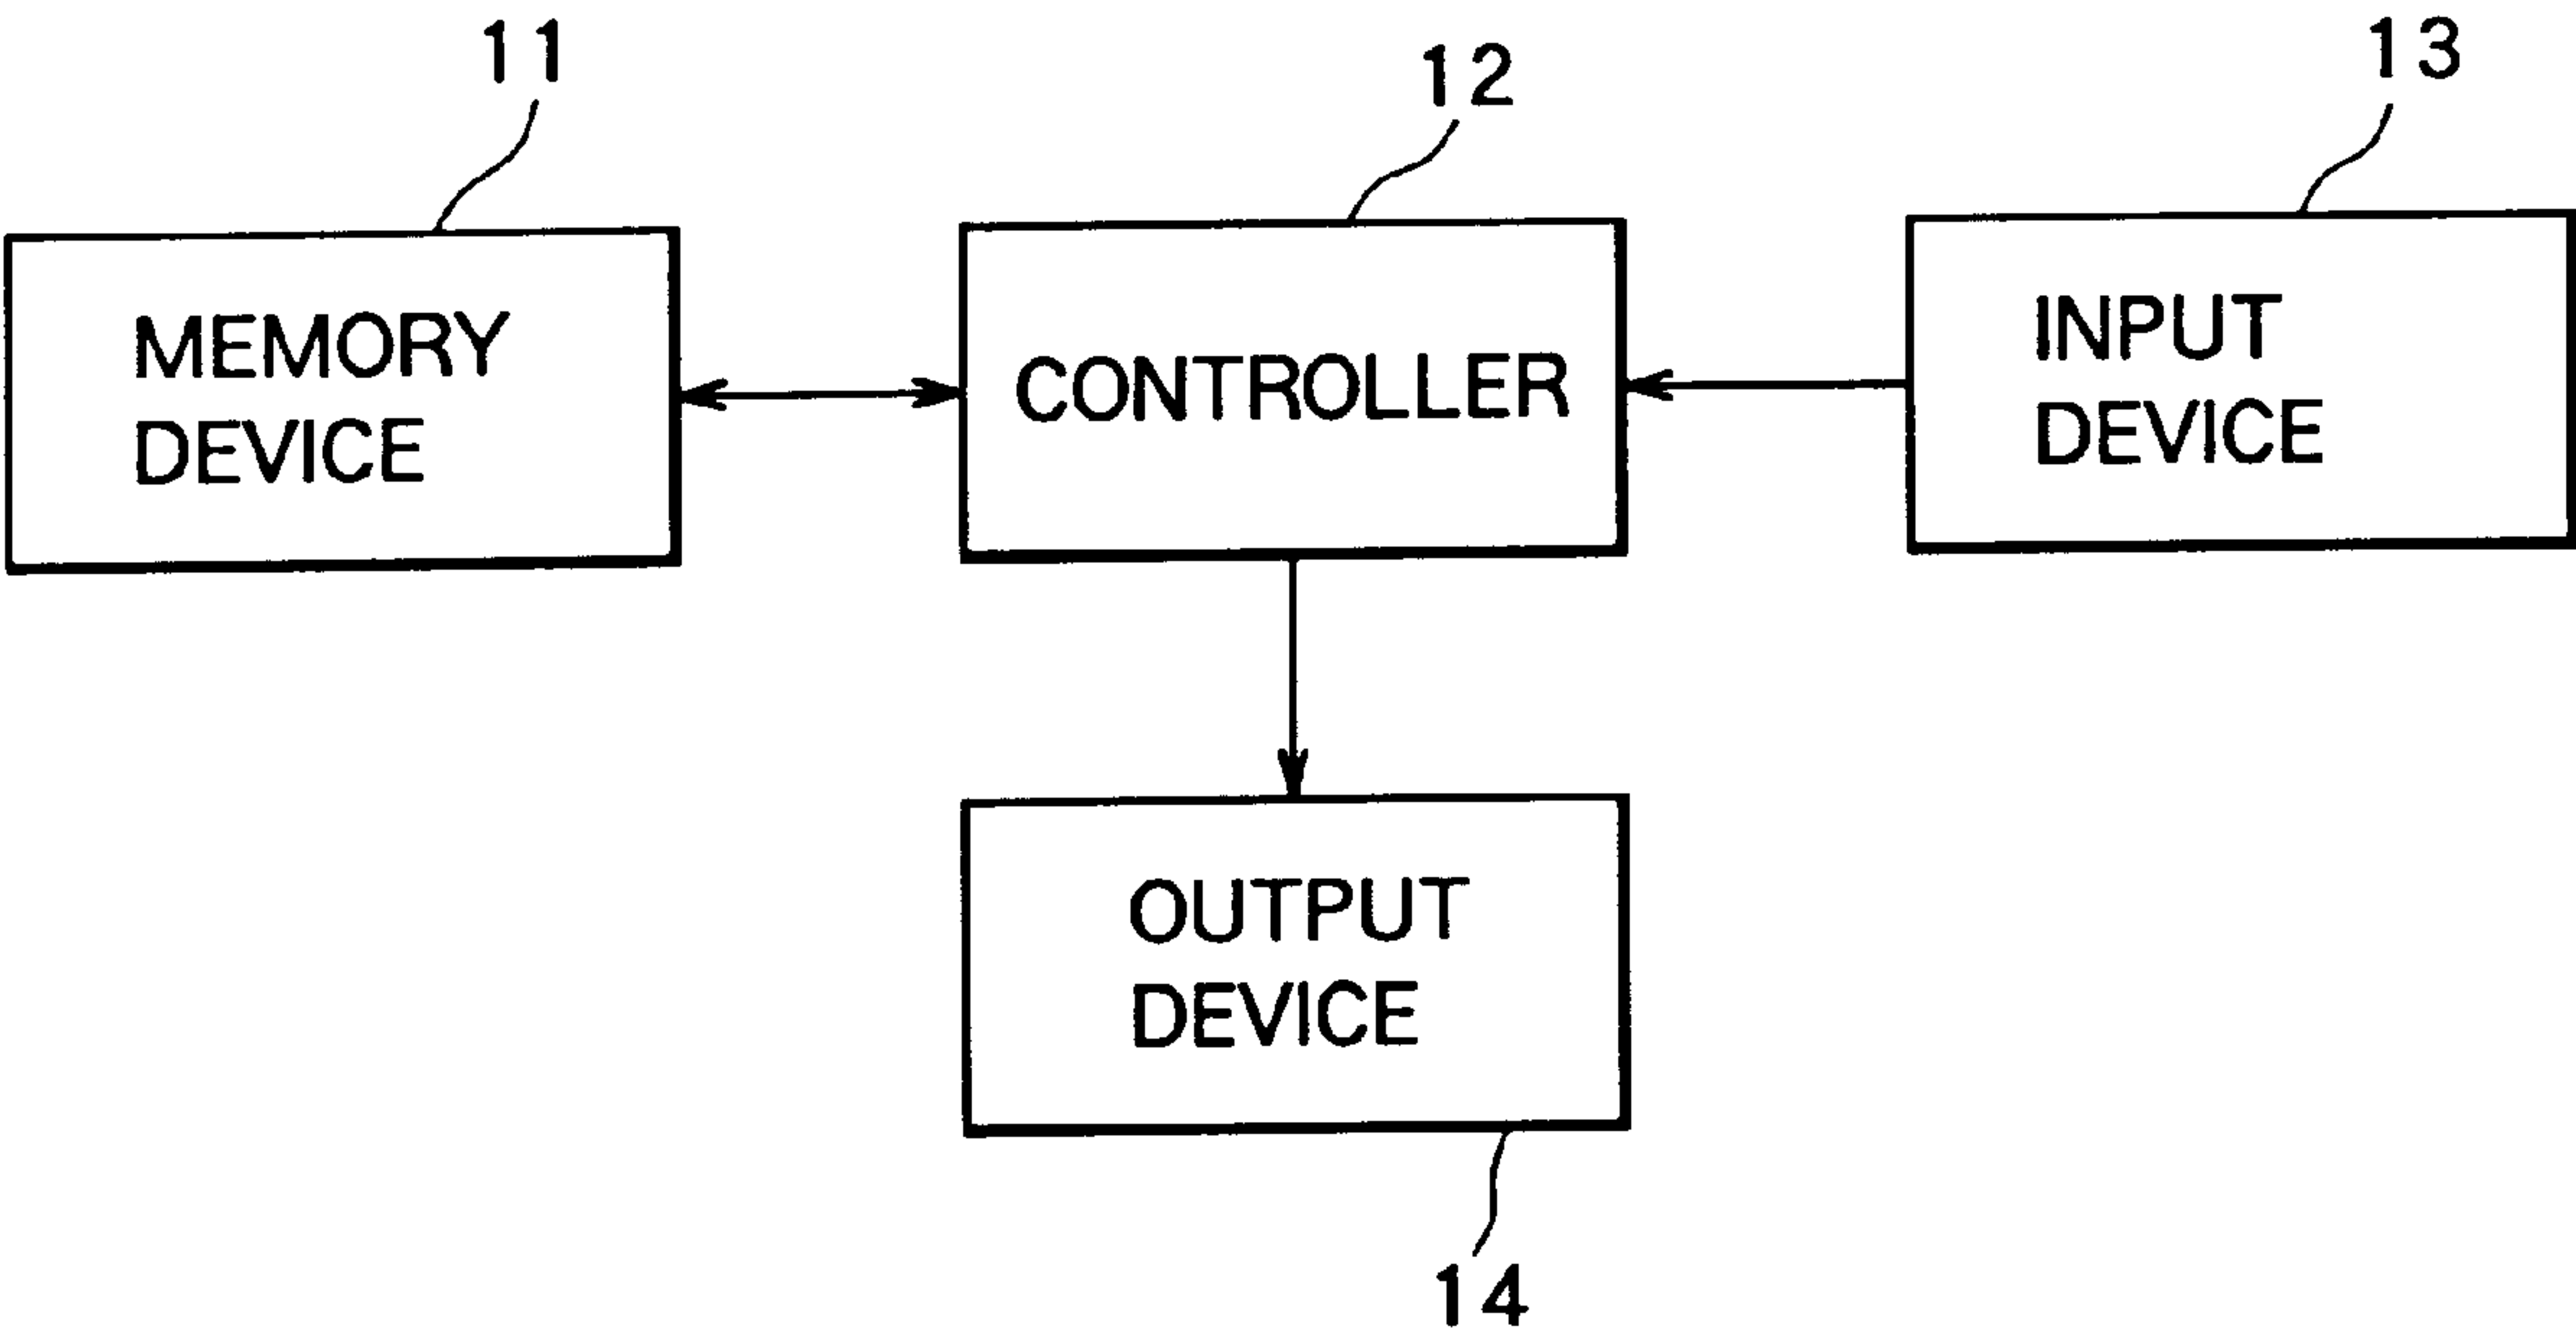 11
12
13
MEMORY
DEVICE
CONTROLLER
INPUT
DEVICE
OUTPUT
DEVICE
14